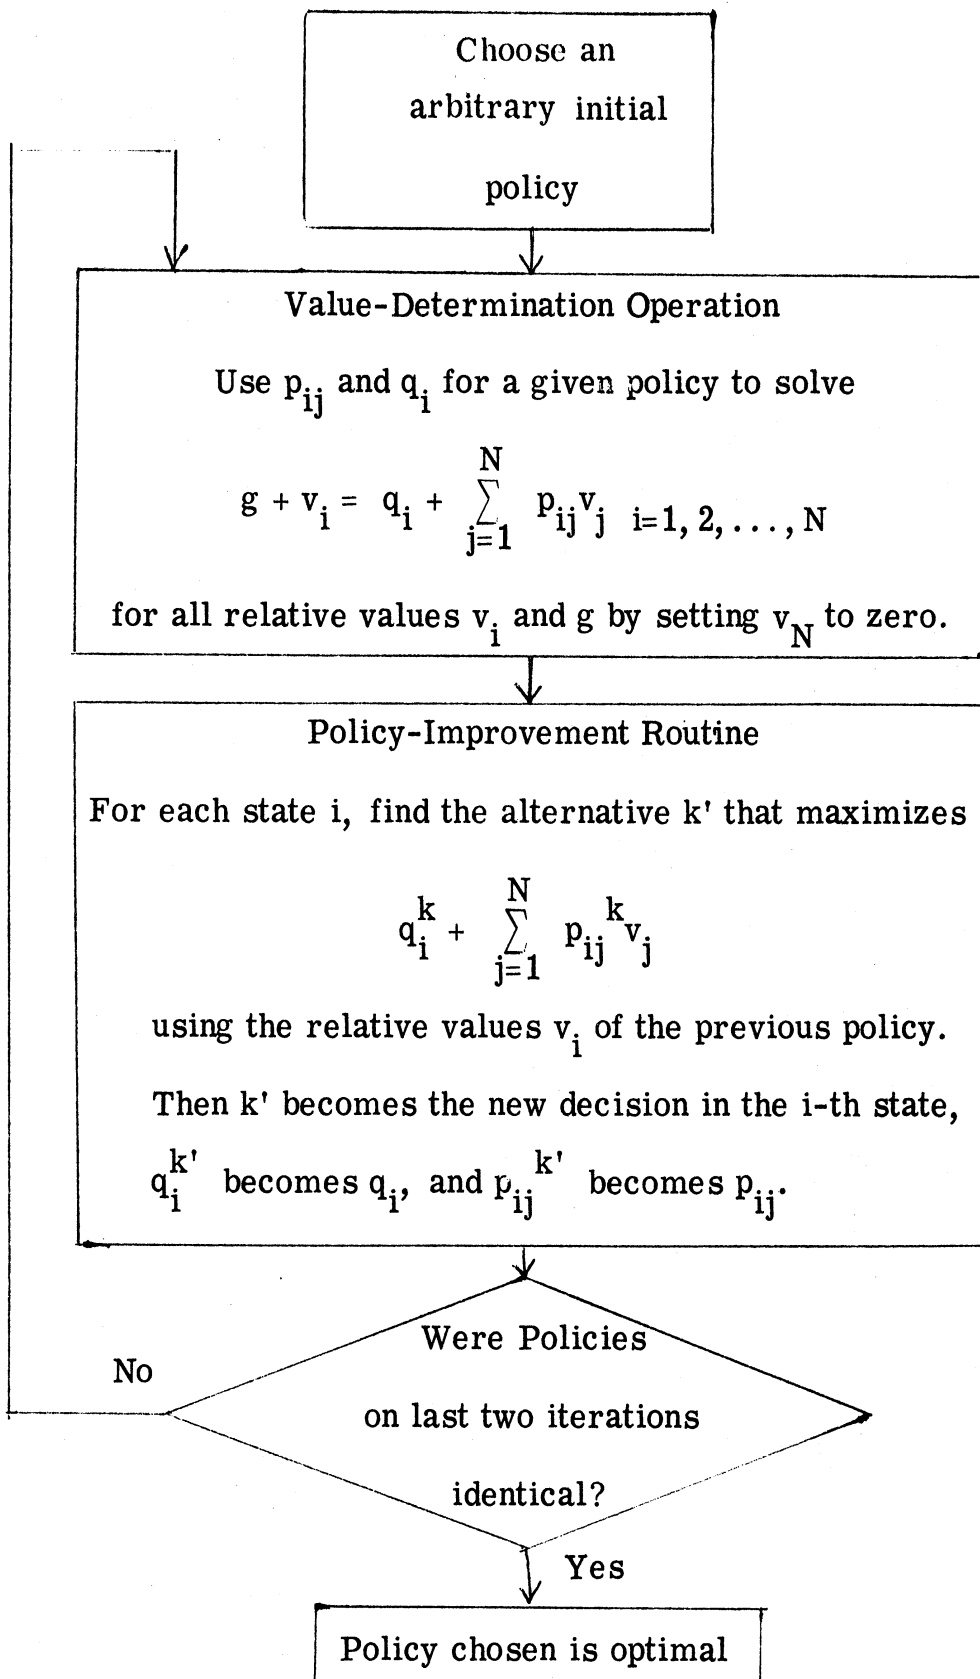 Choose an
arbitrary initial
policy
Value-Determination Operation
Use p_ij and q_i for a given policy to solve
g + v_i = q_i + ∑_{j=1}^{N} p_ij v_j i=1, 2, . . . , N
for all relative values v_i and g by setting v_N to zero.
Policy-Improvement Routine
For each state i, find the alternative k' that maximizes
q_i^k + ∑_{j=1}^{N} p_ij^k v_j
using the relative values v_i of the previous policy.
Then k' becomes the new decision in the i-th state,
q_i^k' becomes q_i, and p_ij^k' becomes p_ij.
Were Policies
No
on last two iterations
identical?
Yes
Policy chosen is optimal